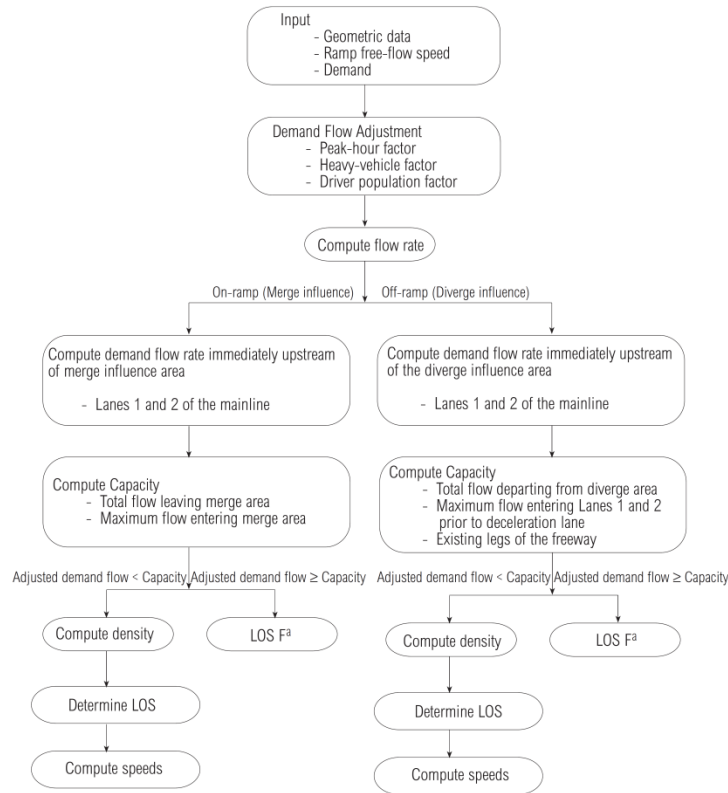 Input
- Geometric data
- Ramp free-flow speed
- Demand
Demand Flow Adjustment
- Peak-hour factor
- Heavy-vehicle factor
- Driver population factor
Compute flow rate
On-ramp (Merge influence)
Off-ramp (Diverge influence)
Compute demand flow rate immediately upstream
of merge influence area
- Lanes 1 and 2 of the mainline
Compute demand flow rate immediately upstream
of the diverge influence area
- Lanes 1 and 2 of the mainline
Compute Capacity
- Total flow leaving merge area
- Maximum flow entering merge area
Compute Capacity
- Total flow departing from diverge area
- Maximum flow entering Lanes 1 and 2
prior to deceleration lane
- Existing legs of the freeway
Adjusted demand flow < Capacity
Adjusted demand flow ≥ Capacity
Adjusted demand flow < Capacity
Adjusted demand flow ≥ Capacity
Compute density
LOS Fª
Compute density
LOS Fª
Determine LOS
Determine LOS
Compute speeds
Compute speeds